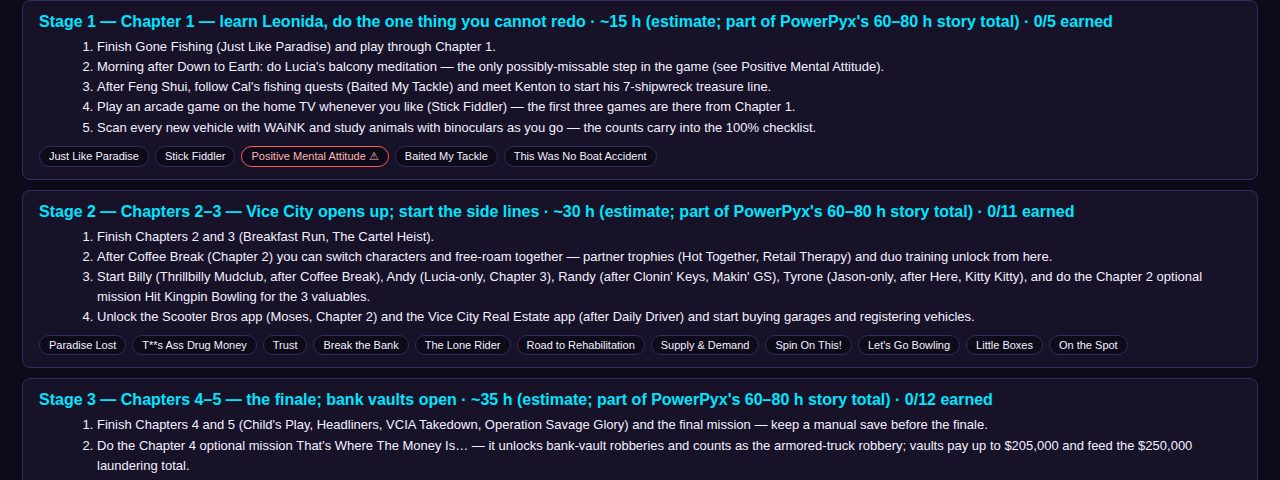 Stage 1 — Chapter 1 — learn Leonida, do the one thing you cannot redo · ~15 h (estimate; part of PowerPyx's 60–80 h story total) · 0/5 earned
1. Finish Gone Fishing (Just Like Paradise) and play through Chapter 1.
2. Morning after Down to Earth: do Lucia's balcony meditation — the only possibly-missable step in the game (see Positive Mental Attitude).
3. After Feng Shui, follow Cal's fishing quests (Baited My Tackle) and meet Kenton to start his 7-shipwreck treasure line.
4. Play an arcade game on the home TV whenever you like (Stick Fiddler) — the first three games are there from Chapter 1.
5. Scan every new vehicle with WAiNK and study animals with binoculars as you go — the counts carry into the 100% checklist.
Just Like Paradise Stick Fiddler Positive Mental Attitude ⚠ Baited My Tackle This Was No Boat Accident
Stage 2 — Chapters 2–3 — Vice City opens up; start the side lines · ~30 h (estimate; part of PowerPyx's 60–80 h story total) · 0/11 earned
1. Finish Chapters 2 and 3 (Breakfast Run, The Cartel Heist).
2. After Coffee Break (Chapter 2) you can switch characters and free-roam together — partner trophies (Hot Together, Retail Therapy) and duo training unlock from here.
3. Start Billy (Thrillbilly Mudclub, after Coffee Break), Andy (Lucia-only, Chapter 3), Randy (after Clonin' Keys, Makin' GS), Tyrone (Jason-only, after Here, Kitty Kitty), and do the Chapter 2 optional
mission Hit Kingpin Bowling for the 3 valuables.
4. Unlock the Scooter Bros app (Moses, Chapter 2) and the Vice City Real Estate app (after Daily Driver) and start buying garages and registering vehicles.
Paradise Lost T**s Ass Drug Money Trust Break the Bank The Lone Rider Road to Rehabilitation Supply & Demand Spin On This! Let's Go Bowling Little Boxes On the Spot
Stage 3 — Chapters 4–5 — the finale; bank vaults open · ~35 h (estimate; part of PowerPyx's 60–80 h story total) · 0/12 earned
1. Finish Chapters 4 and 5 (Child's Play, Headliners, VCIA Takedown, Operation Savage Glory) and the final mission — keep a manual save before the finale.
2. Do the Chapter 4 optional mission That's Where The Money Is… — it unlocks bank-vault robberies and counts as the armored-truck robbery; vaults pay up to $205,000 and feed the $250,000
laundering total.